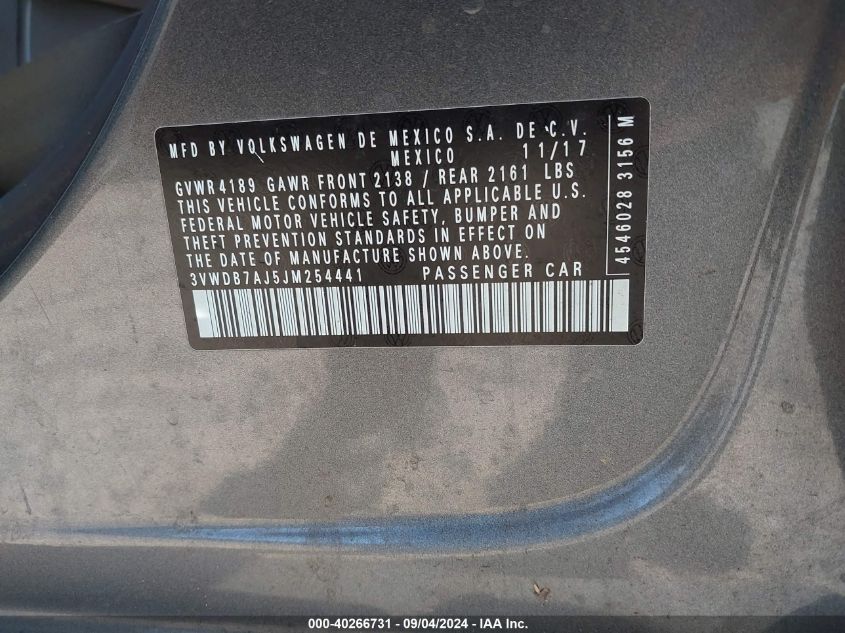 MFD BY VOLKSWAGEN DE MEXICO S.A. DE C.V.
MEXICO 11/17
GVWR 4189 GAWR FRONT 2138 / REAR 2161 LBS
THIS VEHICLE CONFORMS TO ALL APPLICABLE U.S.
FEDERAL MOTOR VEHICLE SAFETY, BUMPER AND
THEFT PREVENTION STANDARDS IN EFFECT ON
THE DATE OF MANUFACTURE SHOWN ABOVE.
3VWDB7AJ5JM254441 PASSENGER CAR
4546028 3156 M
000-40266731 - 09/04/2024 - IAA Inc.